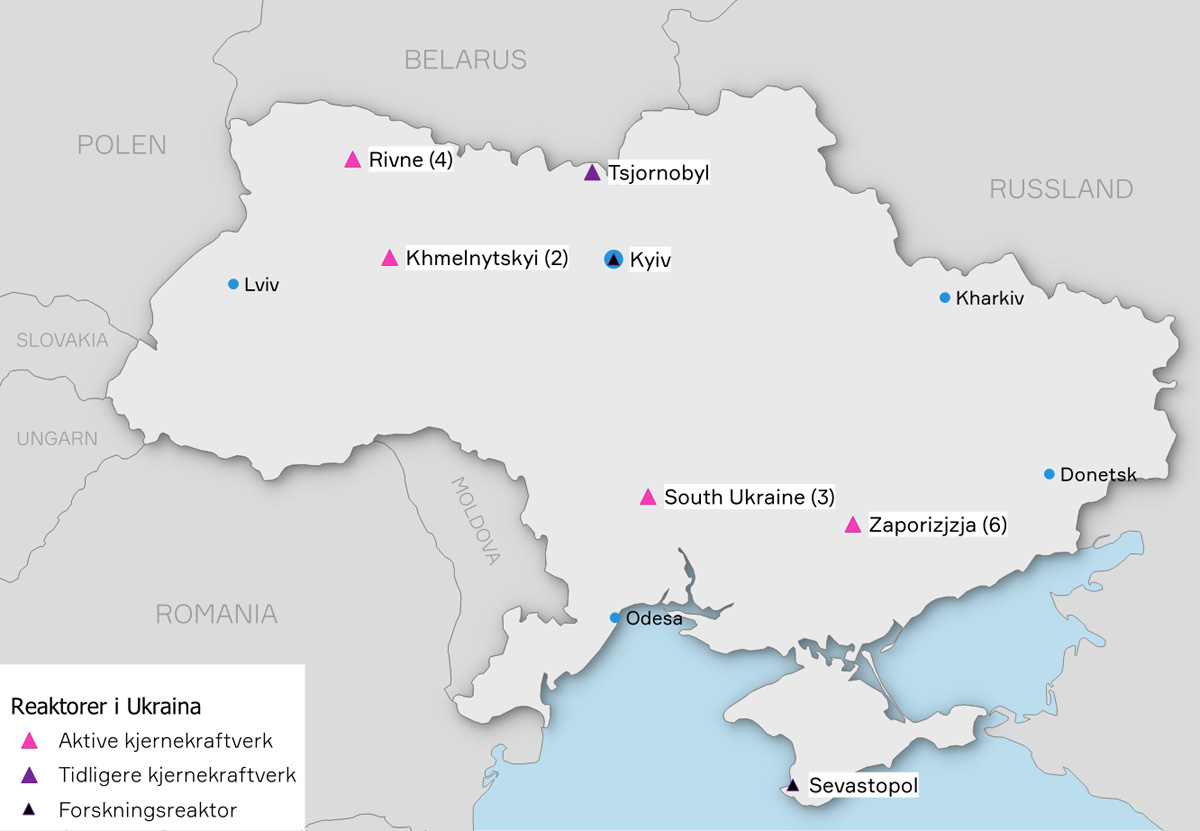 BELARUS
POLEN
Rivne (4)
Tsjornobyl
RUSSLAND
Khmelnytskyi (2)
Kyiv
Lviv
Kharkiv
SLOVAKIA
UNGARN
Donetsk
MOLDOVA
South Ukraine (3)
Zaporizjzja (6)
ROMANIA
Odesa
Reaktorer i Ukraina
Aktive kjernekraftverk
Tidligere kjernekraftverk
Forskningsreaktor
Sevastopol